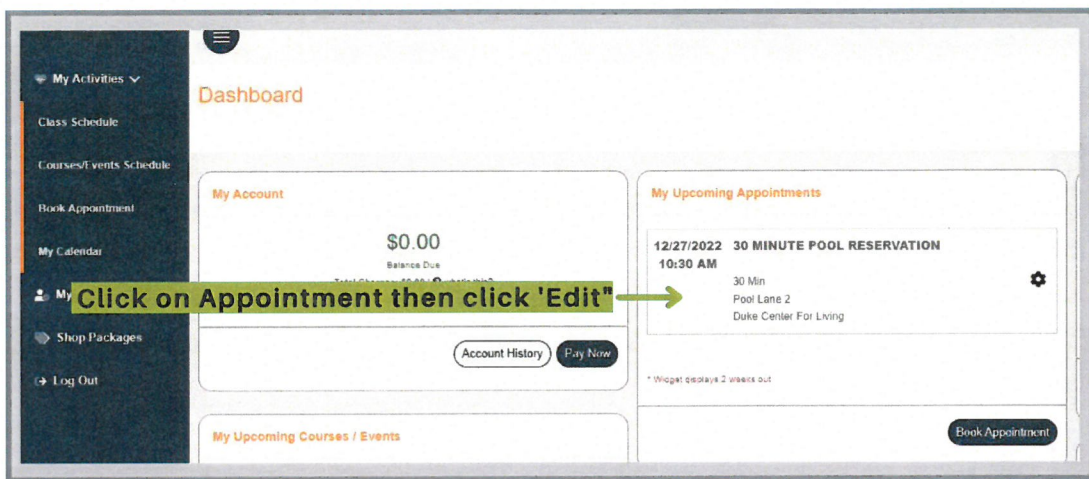 My Activities
Dashboard
Class Schedule
Courses/Events Schedule
Book Appointment
My Calendar
My
Shop Packages
Log Out
My Account
$0.00
Balance Due
Click on Appointment then click 'Edit"
Account History
Pay Now
My Upcoming Courses / Events
My Upcoming Appointments
12/27/2022 30 MINUTE POOL RESERVATION
10:30 AM
30 Min
Pool Lane 2
Duke Center For Living
* Widget displays 2 weeks out
Book Appointment